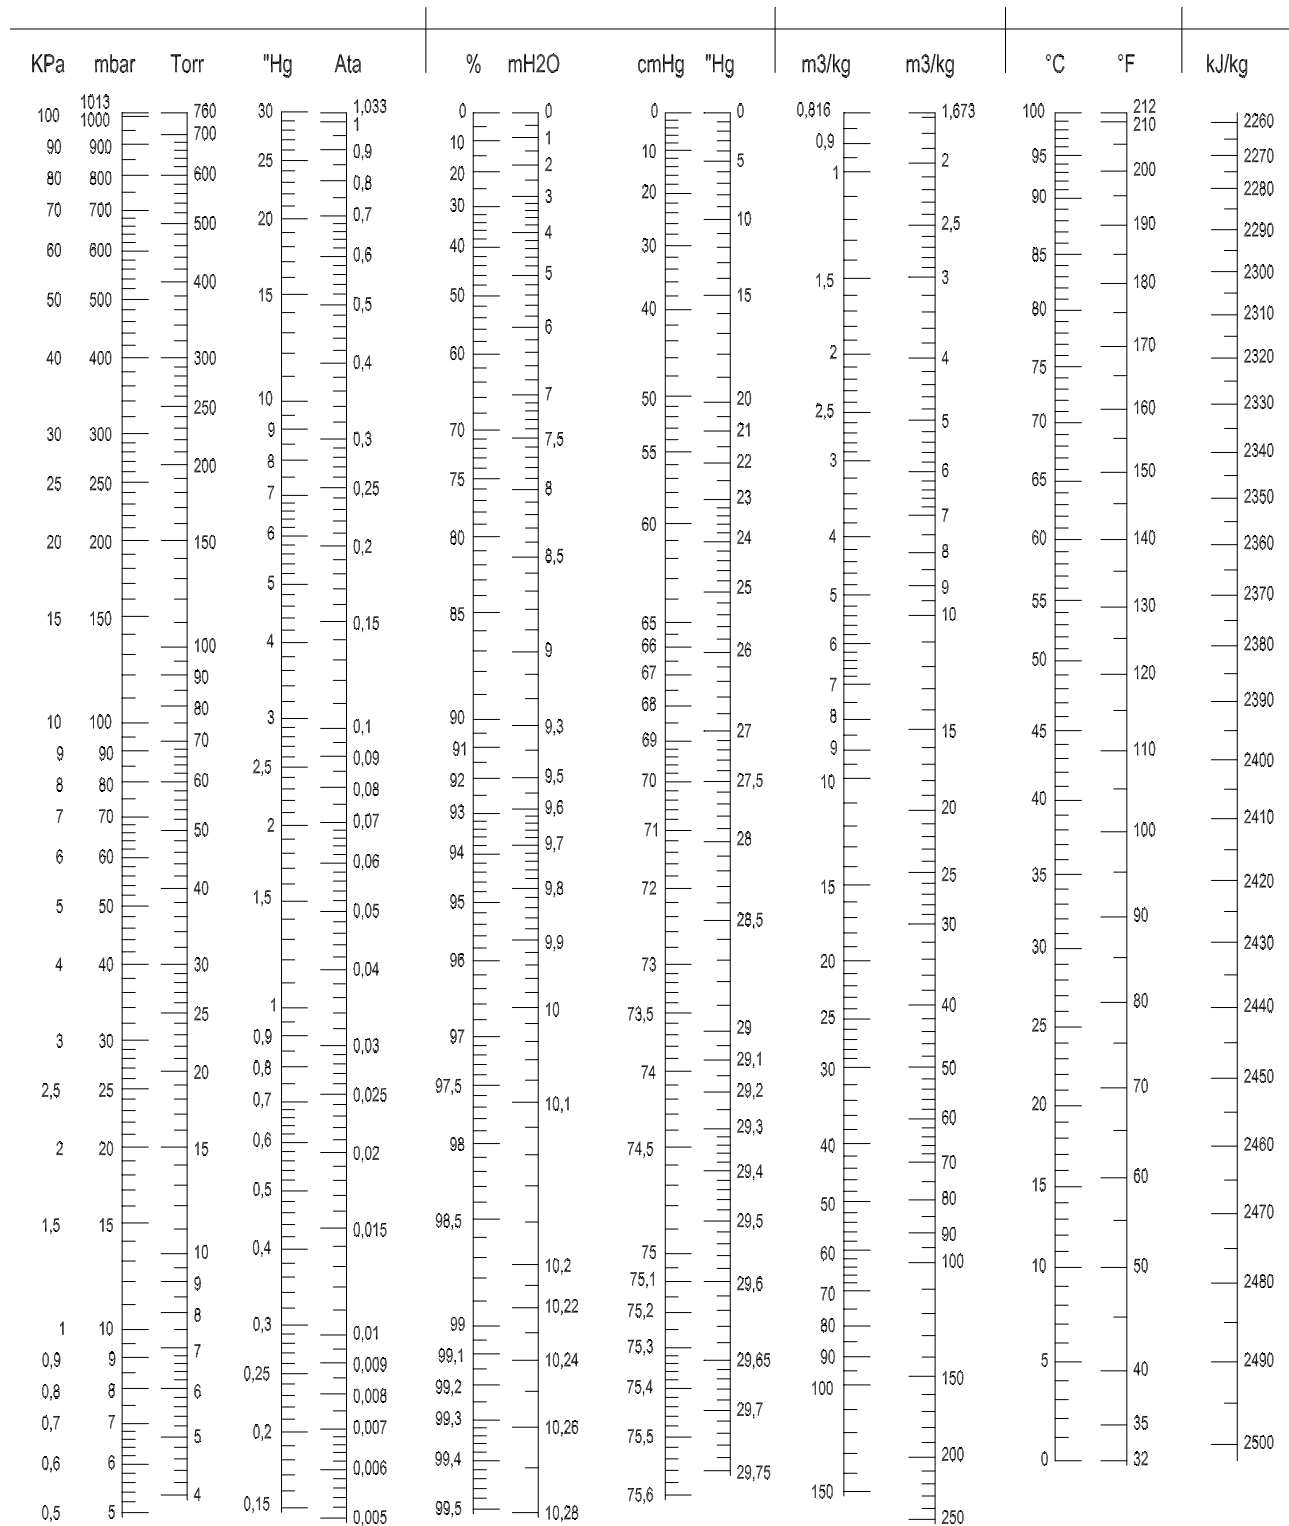 KPa mbar Torr "Hg Ata % mH2O cmHg "Hg m3/kg m3/kg °C °F kJ/kg
100 90 80 70 60 50 40 30 25 20 15 10 9 8 7 6 5 4 3 2,5 2 1,5 1 0,9 0,8 0,7 0,6 0,5
1013 1000 900 800 700 600 500 400 300 250 200 150 100 90 80 70 60 50 40 30 25 20 15 10 9 8 7 6 5
760 700 600 500 400 300 250 200 150 100 90 80 70 60 50 40 30 25 20 15 10 9 8 7 6 5 4
30 25 20 15 10 9 8 7 6 5 4 3 2,5 2 1,5 1 0,9 0,8 0,7 0,6 0,5 0,4 0,3 0,25 0,2 0,15
1,033 1 0,9 0,8 0,7 0,6 0,5 0,4 0,3 0,25 0,2 0,15 0,1 0,09 0,08 0,07 0,06 0,05 0,04 0,03 0,025 0,02 0,015 0,01 0,009 0,008 0,007 0,006 0,005
0 10 20 30 40 50 60 70 75 80 85 90 91 92 93 94 95 96 97 97,5 98 98,5 99 99,1 99,2 99,3 99,4 99,5
0 1 2 3 4 5 6 7 7,5 8 8,5 9 9,3 9,5 9,6 9,7 9,8 9,9 10 10,1 10,2 10,22 10,24 10,26 10,28
0 10 20 30 40 50 55 60 65 66 67 68 69 70 71 72 73 73,5 74 74,5 75 75,1 75,2 75,3 75,4 75,5 75,6
0 5 10 15 20 21 22 23 24 25 26 27 27,5 28 28,5 29 29,1 29,2 29,3 29,4 29,5 29,6 29,65 29,7 29,75
0,816 0,9 1 1,5 2 2,5 3 4 5 6 7 8 9 10 15 20 25 30 40 50 60 70 80 90 100 150
1,673 2 2,5 3 4 5 6 7 8 9 10 15 20 25 30 40 50 60 70 80 90 100 150 200 250
100 95 90 85 80 75 70 65 60 55 50 45 40 35 30 25 20 15 10 5 0
212 210 200 190 180 170 160 150 140 130 120 110 100 90 80 70 60 50 40 35 32
2260 2270 2280 2290 2300 2310 2320 2330 2340 2350 2360 2370 2380 2390 2400 2410 2420 2430 2440 2450 2460 2470 2480 2490 2500